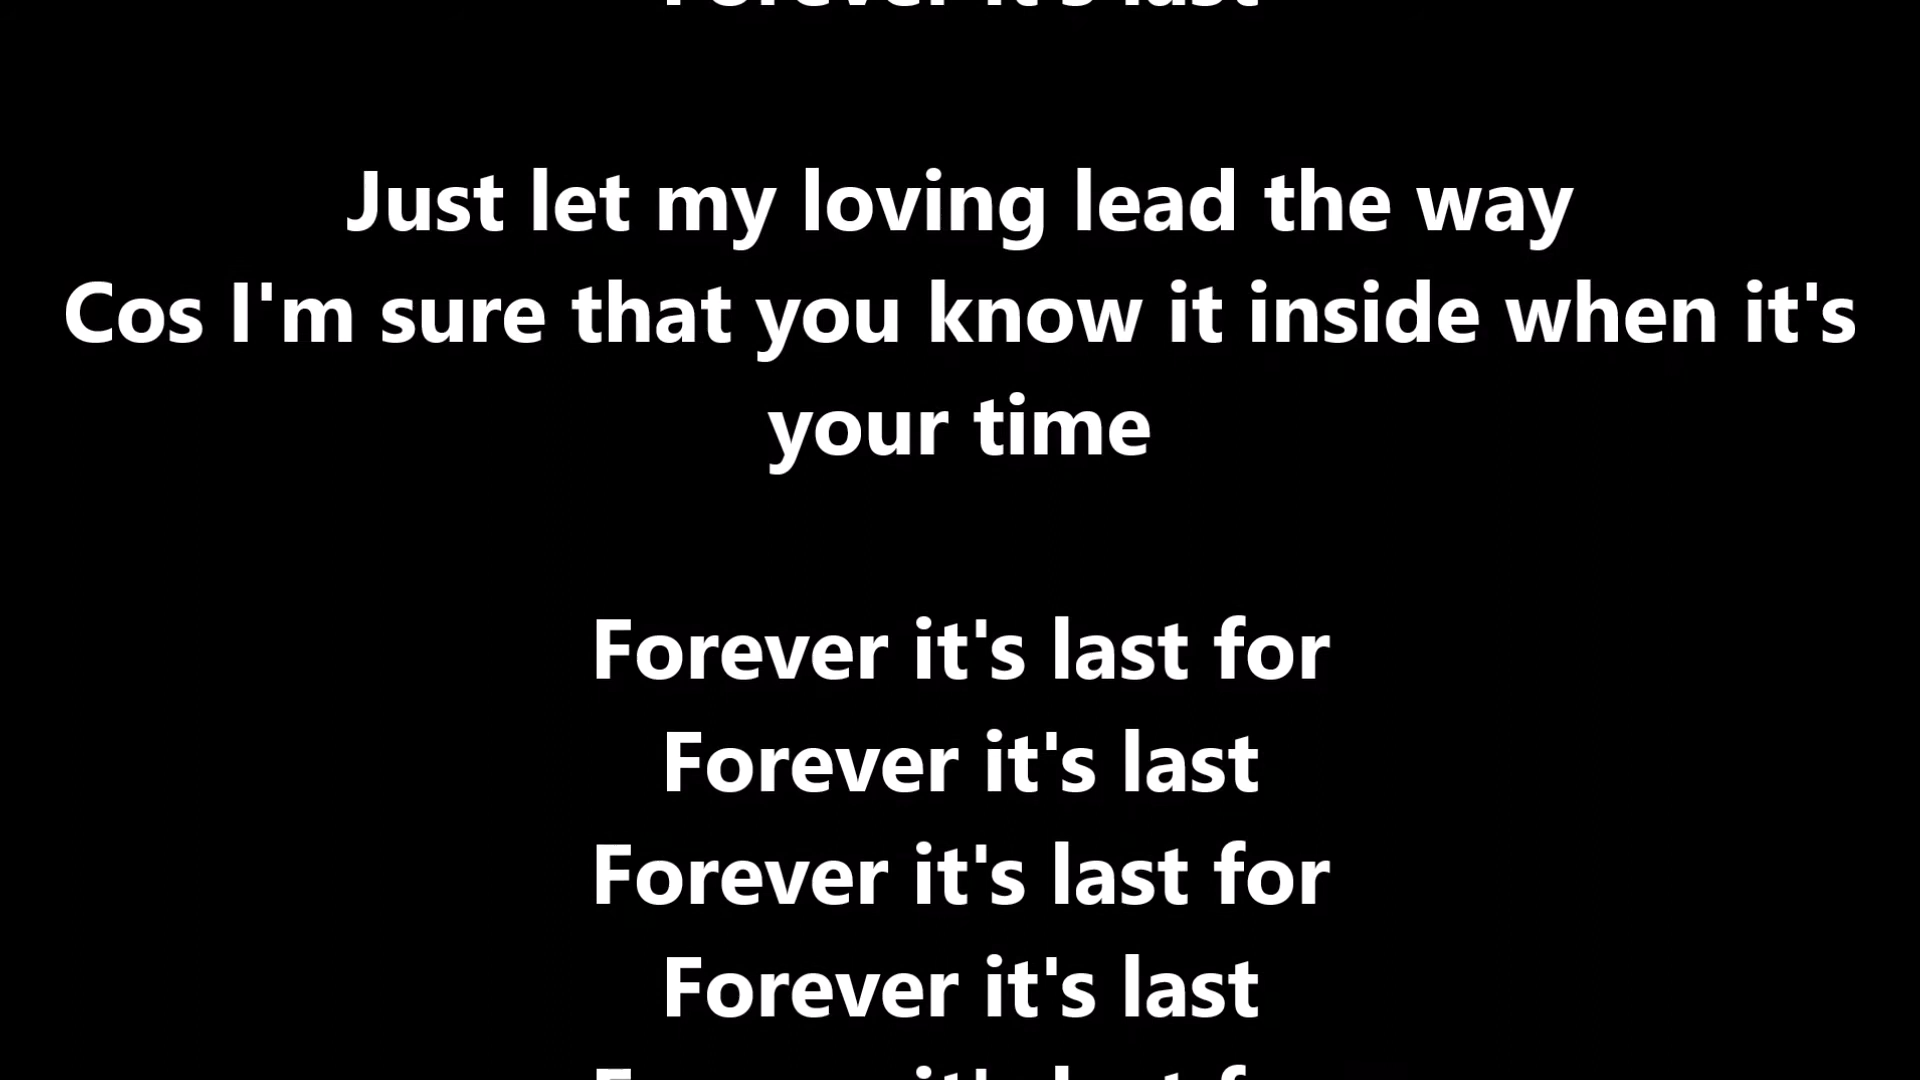 Forever it's last
Just let my loving lead the way
Cos I'm sure that you know it inside when it's
your time
Forever it's last for
Forever it's last
Forever it's last for
Forever it's last